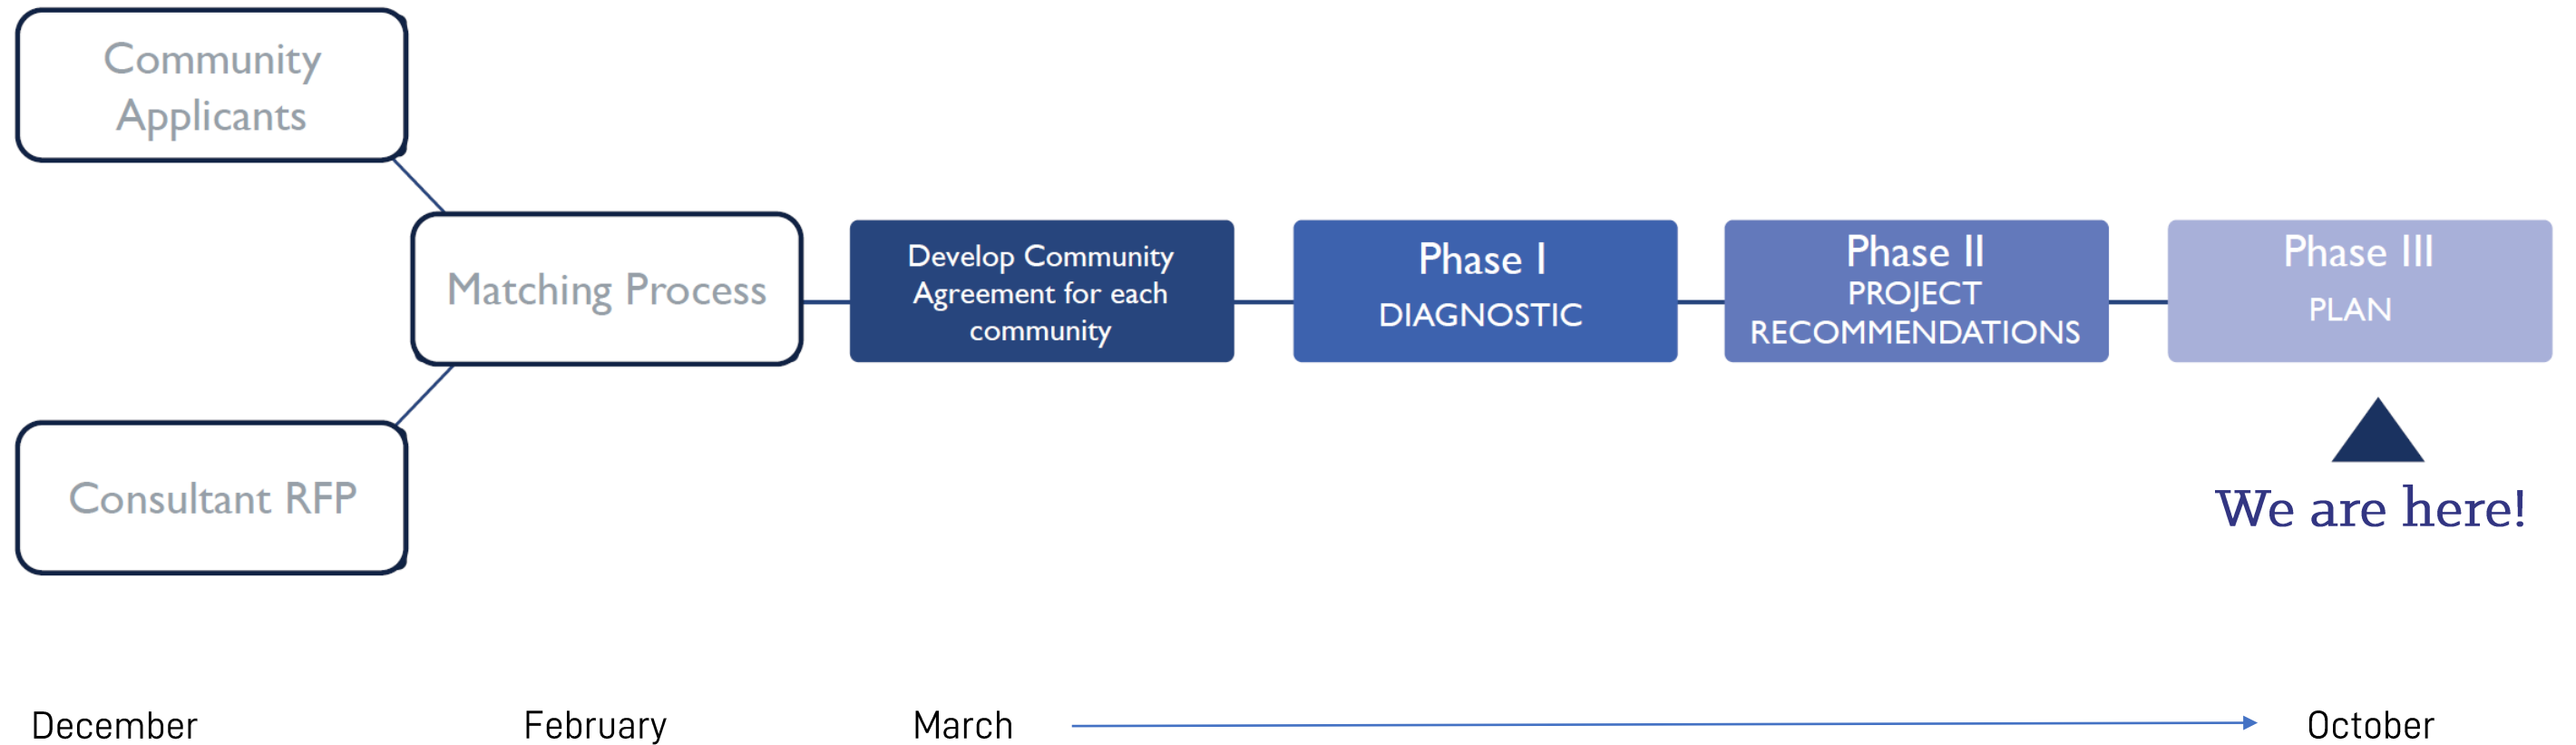 Community
Applicants
Matching Process
Consultant RFP
Develop Community
Agreement for each
community
Phase I
DIAGNOSTIC
Phase II
PROJECT
RECOMMENDATIONS
Phase III
PLAN
We are here!
December
February
March
October